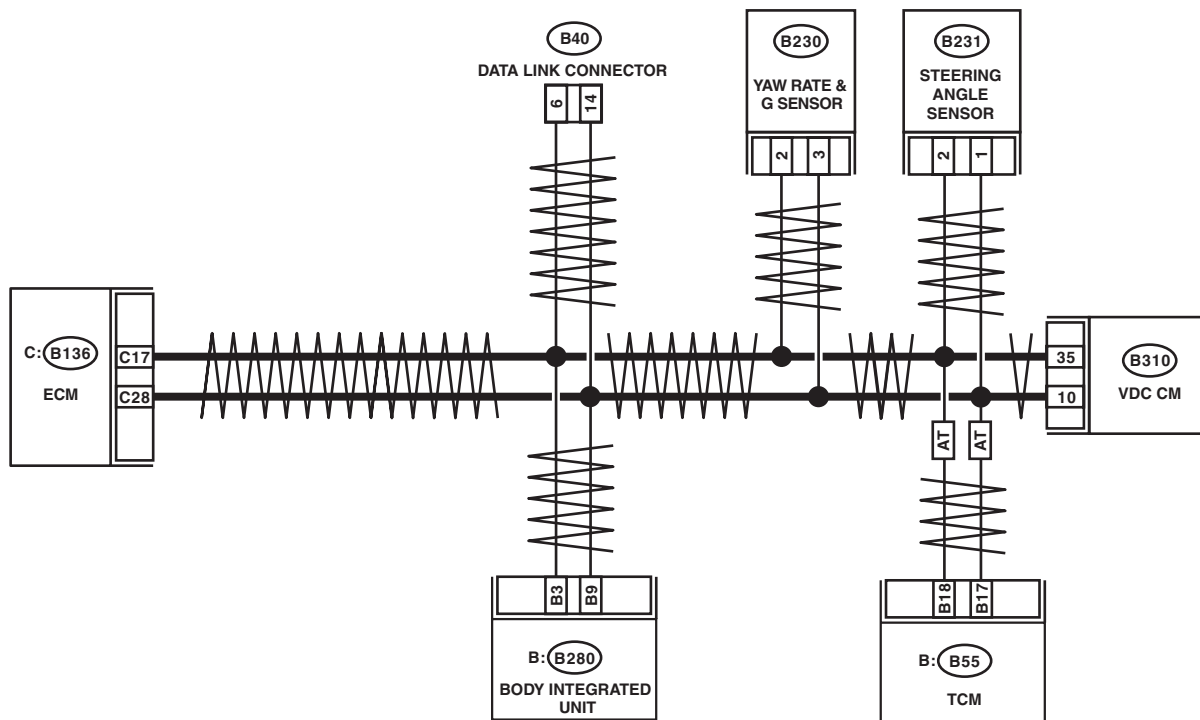 B40
DATA LINK CONNECTOR
6 14
B230
YAW RATE &
G SENSOR
2 3
B231
STEERING
ANGLE
SENSOR
2 1
C: B136
ECM
C17
C28
35
10
B310
VDC CM
AT AT
B3 B9
B: B280
BODY INTEGRATED
UNIT
B18 B17
B: B55
TCM